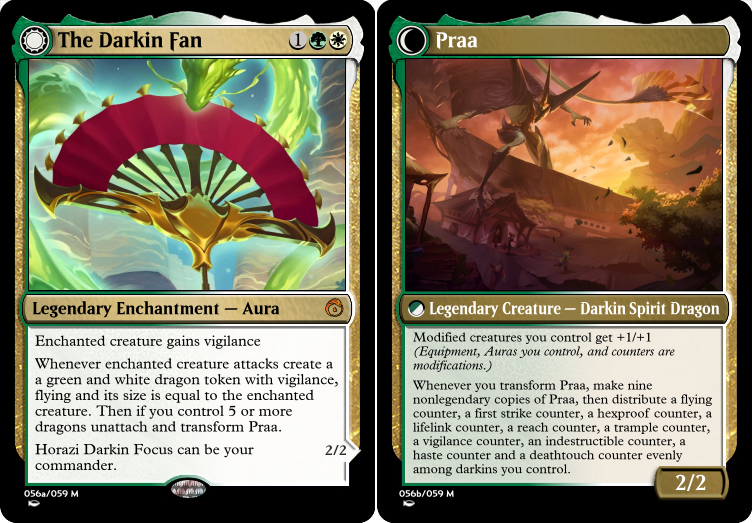 The Darkin Fan
1
Legendary Enchantment — Aura
Enchanted creature gains vigilance
Whenever enchanted creature attacks create a
a green and white dragon token with vigilance,
flying and its size is equal to the enchanted
creature. Then if you control 5 or more
dragons unattach and transform Praa.
Horazi Darkin Focus can be your
commander.
2/2
056a/059 M
Praa
Legendary Creature — Darkin Spirit Dragon
Modified creatures you control get +1/+1
(Equipment, Auras you control, and counters are
modifications.)
Whenever you transform Praa, make nine
nonlegendary copies of Praa, then distribute a flying
counter, a first strike counter, a hexproof counter, a
lifelink counter, a reach counter, a trample counter,
a vigilance counter, an indestructible counter, a
haste counter and a deathtouch counter evenly
among darkins you control.
2/2
056b/059 M